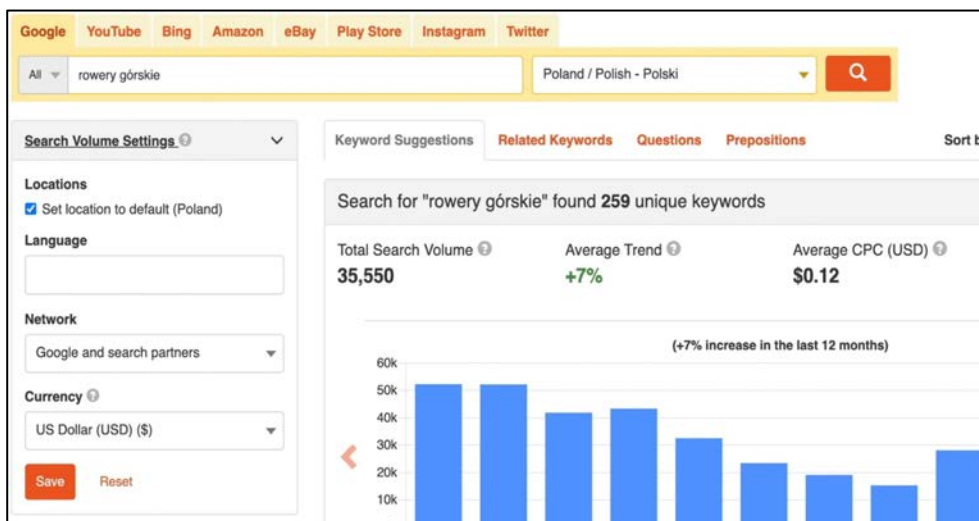 Google YouTube Bing Amazon eBay Play Store Instagram Twitter
All rowery górskie Poland / Polish - Polski
Search Volume Settings ?
Keyword Suggestions Related Keywords Questions Prepositions Sort b
Locations
Set location to default (Poland)
Language
Network
Google and search partners
Currency ?
US Dollar (USD) ($)
Save Reset
Search for "rowery górskie" found 259 unique keywords
Total Search Volume ? Average Trend ? Average CPC (USD) ?
35,550 +7% $0.12
(+7% increase in the last 12 months)
60k
50k
40k
30k
20k
10k